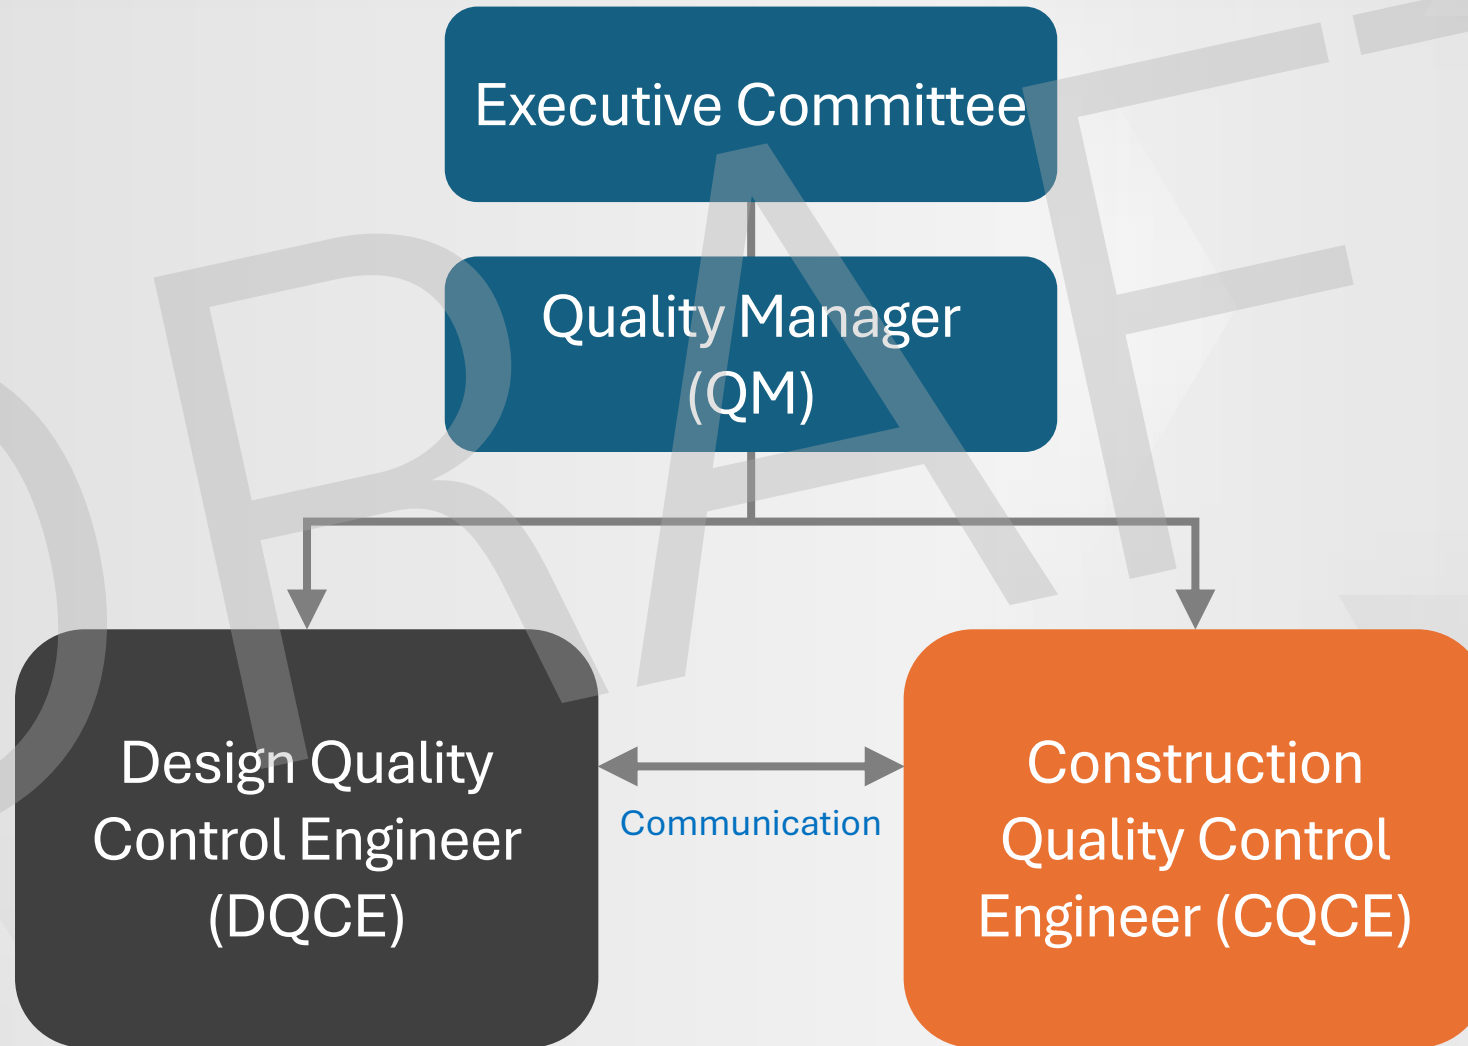 Executive Committee
Quality Manager
(QM)
Design Quality
Control Engineer
(DQCE)
Communication
Construction
Quality Control
Engineer (CQCE)
DRAFT